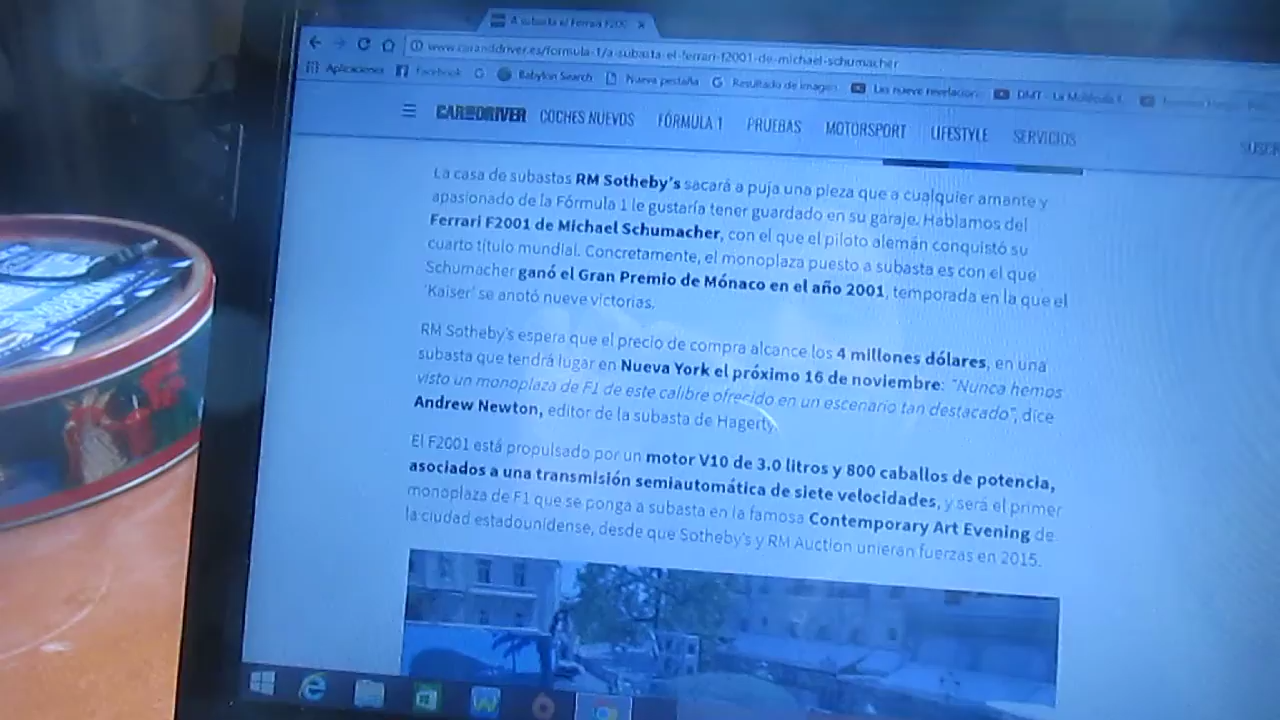 A subasta el Ferrari F200
www.caranddriver.es/formula-1/a-subasta-el-ferrari-f2001-de-michael-schumacher
Aplicaciones Facebook G Babylon Search Nueva pestaña Resultado de imagen DMT - La Molécula
CAR AND DRIVER COCHES NUEVOS FÓRMULA 1 PRUEBAS MOTORSPORT LIFESTYLE SERVICIOS
La casa de subastas RM Sotheby's sacará a puja una pieza que a cualquier amante y
apasionado de la Fórmula 1 le gustaría tener guardado en su garaje. Hablamos del
Ferrari F2001 de Michael Schumacher, con el que el piloto alemán conquistó su
cuarto título mundial. Concretamente, el monoplaza puesto a subasta es con el que
Schumacher ganó el Gran Premio de Mónaco en el año 2001, temporada en la que el
'Kaiser' se anotó nueve victorias.
RM Sotheby's espera que el precio de compra alcance los 4 millones dólares, en una
subasta que tendrá lugar en Nueva York el próximo 16 de noviembre: "Nunca hemos
visto un monoplaza de F1 de este calibre ofrecido en un escenario tan destacado", dice
Andrew Newton, editor de la subasta de Hagerty.
El F2001 está propulsado por un motor V10 de 3.0 litros y 800 caballos de potencia,
asociados a una transmisión semiautomática de siete velocidades, y será el primer
monoplaza de F1 que se ponga a subasta en la famosa Contemporary Art Evening de
la ciudad estadounidense, desde que Sotheby's y RM Auction unieran fuerzas en 2015.